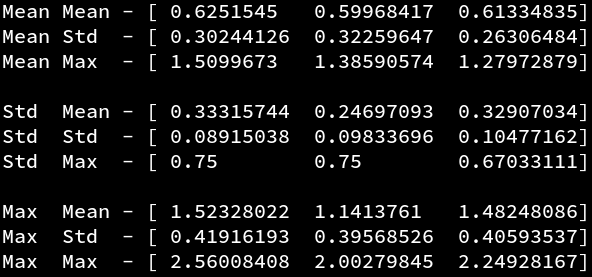 Mean Mean - [ 0.6251545   0.59968417  0.61334835]
Mean Std  - [ 0.30244126  0.32259647  0.26306484]
Mean Max  - [ 1.5099673   1.38590574  1.27972879]
Std  Mean - [ 0.33315744  0.24697093  0.32907034]
Std  Std  - [ 0.08915038  0.09833696  0.10477162]
Std  Max  - [ 0.75        0.75        0.67033111]
Max  Mean - [ 1.52328022  1.1413761   1.48248086]
Max  Std  - [ 0.41916193  0.39568526  0.40593537]
Max  Max  - [ 2.56008408  2.00279845  2.24928167]